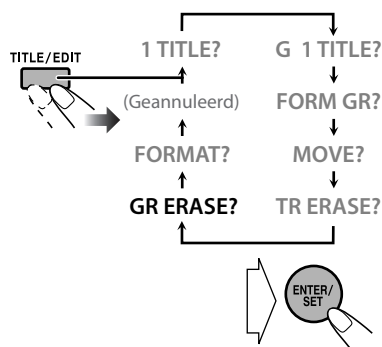 TITLE/EDIT
1 TITLE?
G 1 TITLE?
(Geannuleerd)
FORM GR?
FORMAT?
MOVE?
GR ERASE?
TR ERASE?
ENTER/
SET